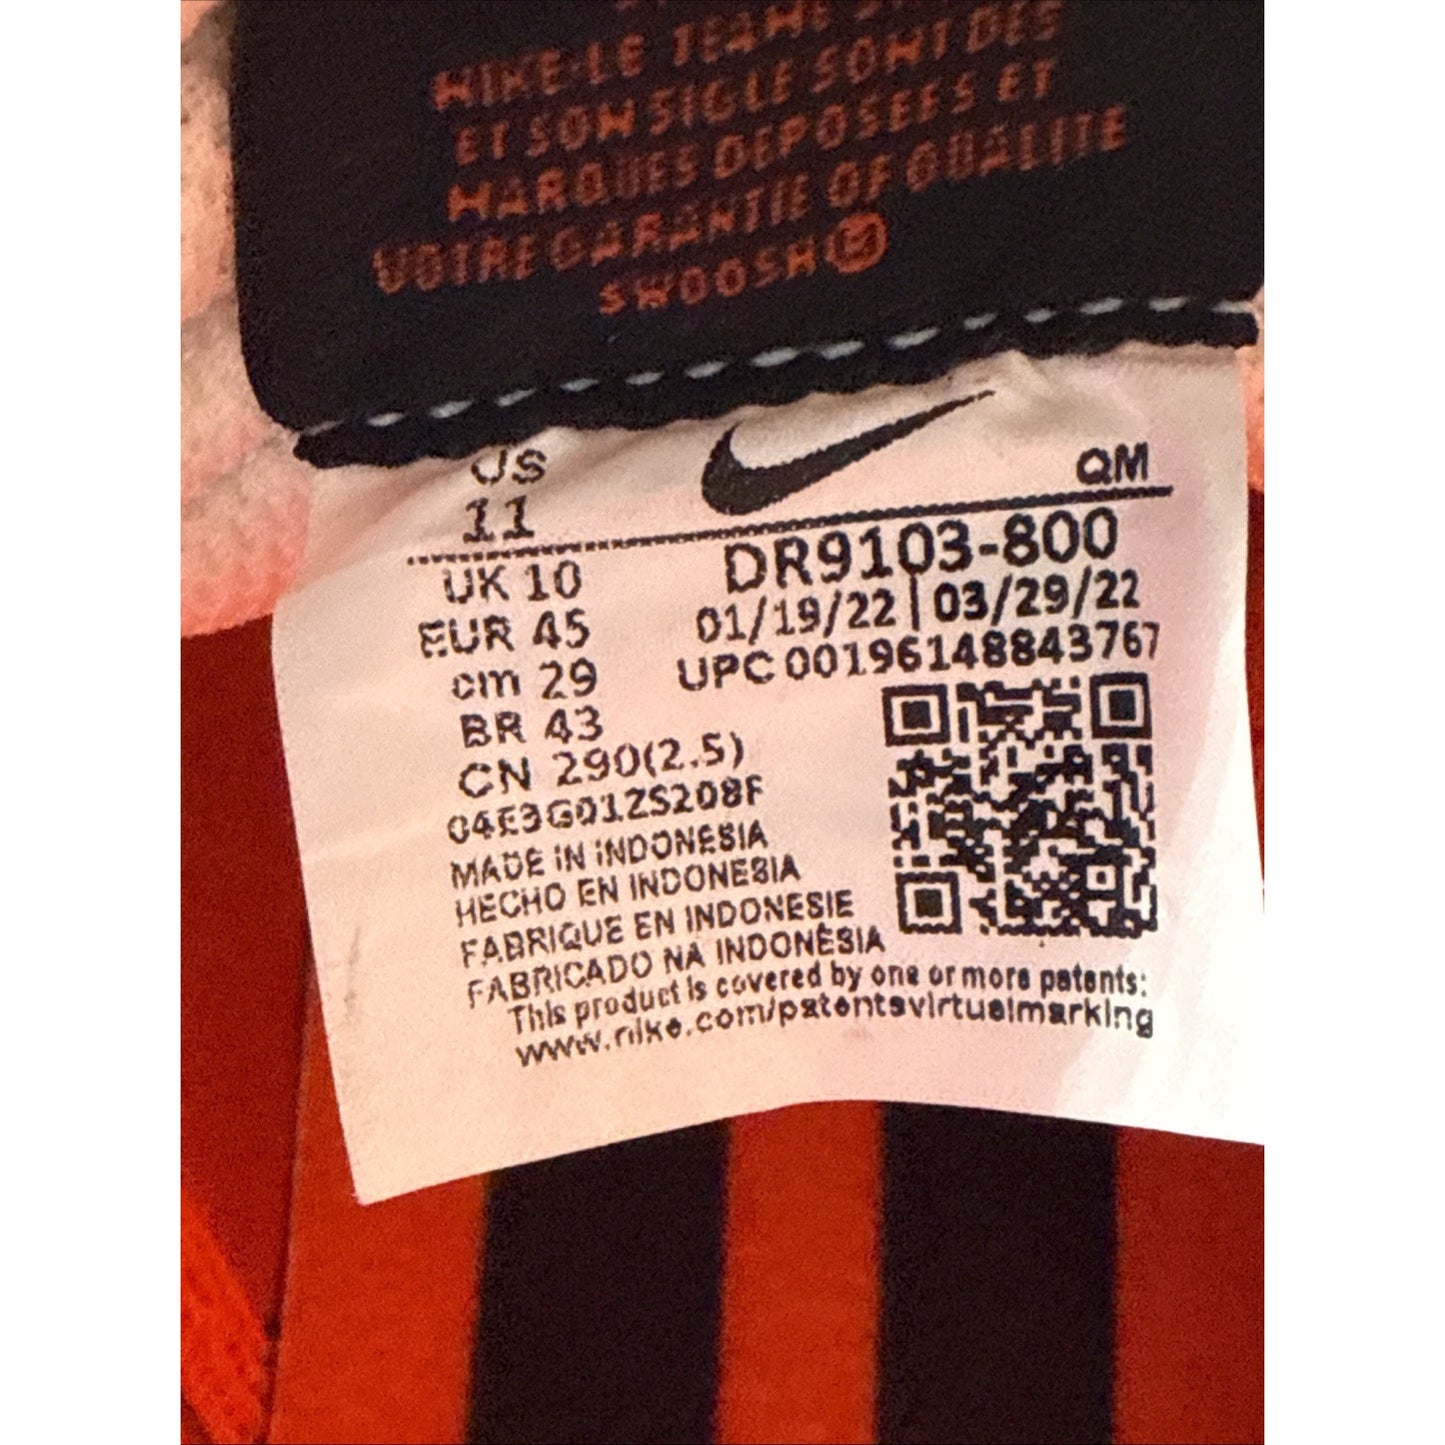 NIKE-LE TEAM
ET SON SIGLE SONT DES
MARQUES DEPOSEES ET
VOTRE GARANTIE OF QUALITE
SWOOSH
US
11
QM
UK 10
EUR 45
cm 29
BR 43
CN 290(2.5)
04E3G01ZS208F
DR9103-800
01/19/22 | 03/29/22
UPC 00196148843767
MADE IN INDONESIA
HECHO EN INDONESIA
FABRIQUE EN INDONESIE
FABRICADO NA INDONÉSIA
This product is covered by one or more patents:
www.nike.com/patentsvirtualmarking